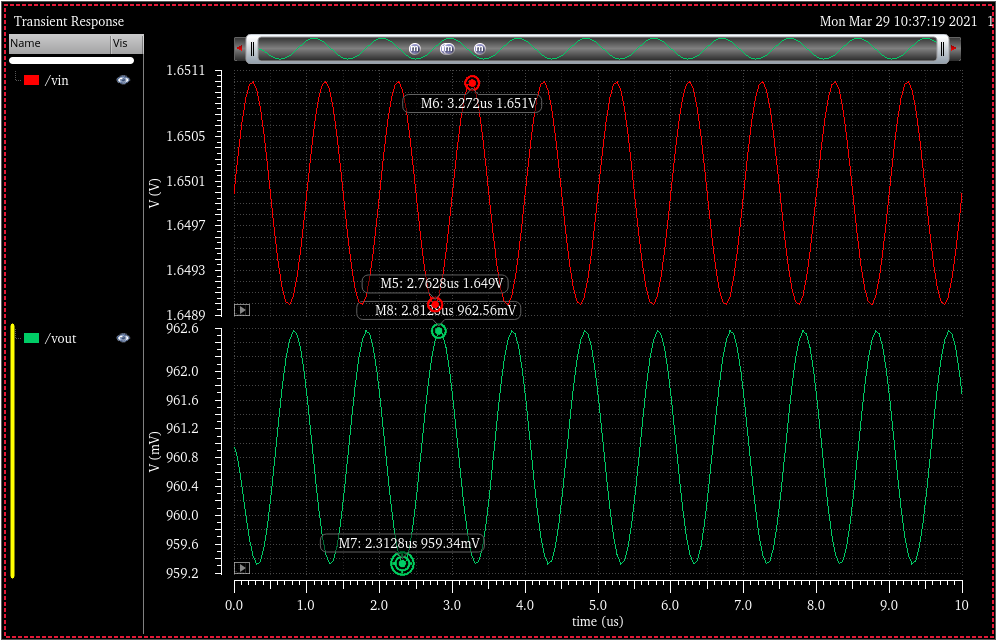 Transient Response
Mon Mar 29 10:37:19 2021 1
Name Vis
/vin
m m m
1.6511
1.6505
1.6501
1.6497
1.6493
1.6489
V (V)
M6: 3.272us 1.651V
M5: 2.7628us 1.649V
M8: 2.8128us 962.56mV
/vout
962.6
962.0
961.6
961.2
960.8
960.4
960.0
959.6
959.2
V (mV)
M7: 2.3128us 959.34mV
0.0 1.0 2.0 3.0 4.0 5.0 6.0 7.0 8.0 9.0 10
time (us)